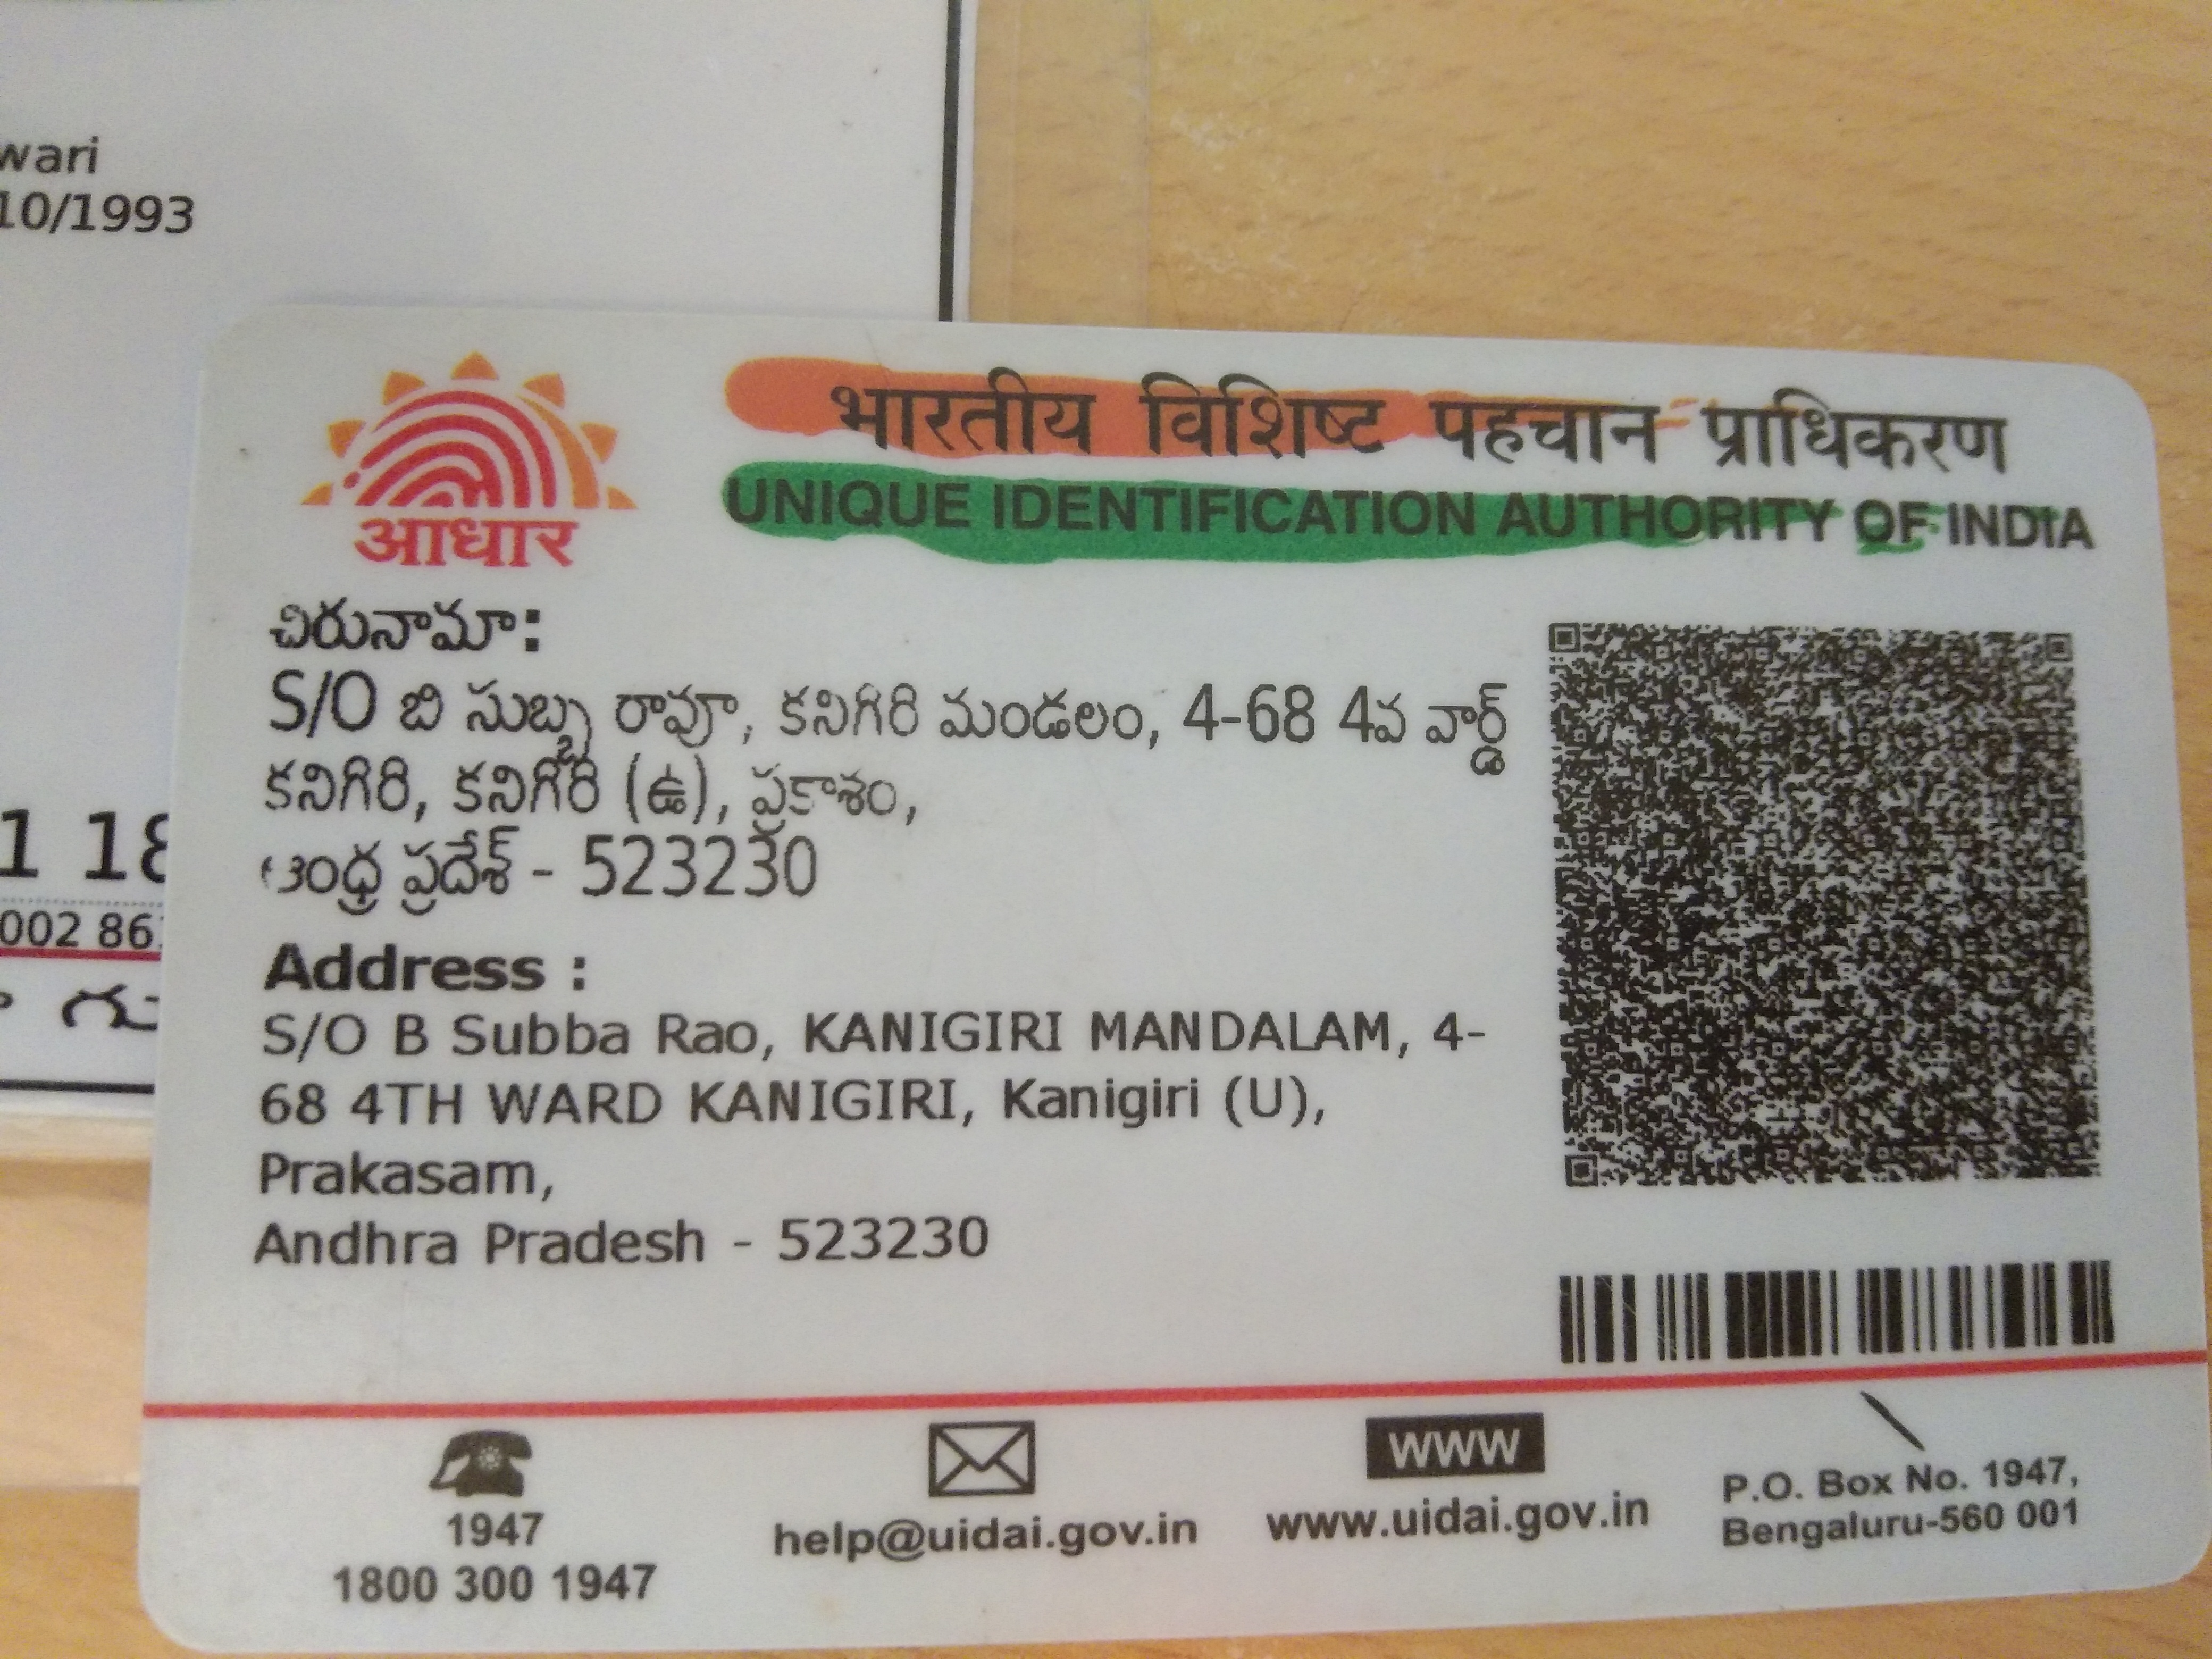 wari
10/1993
1 18
002 86
గు
आधार
भारतीय विशिष्ट पहचान प्राधिकरण
UNIQUE IDENTIFICATION AUTHORITY OF INDIA
చిరునామా:
S/O బి సుబ్బ రావూ, కనిగిరి మండలం, 4-68 4వ వార్డ్
కనిగిరి, కనిగిరి (ఉ), ప్రకాశం,
ఆంధ్ర ప్రదేశ్ - 523230
Address :
S/O B Subba Rao, KANIGIRI MANDALAM, 4-
68 4TH WARD KANIGIRI, Kanigiri (U),
Prakasam,
Andhra Pradesh - 523230
1947
1800 300 1947
help@uidai.gov.in
www
www.uidai.gov.in
P.O. Box No. 1947,
Bengaluru-560 001